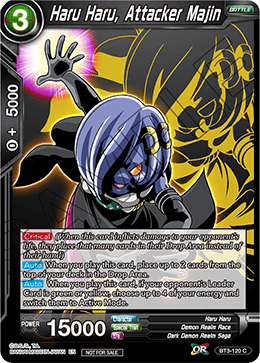 3
Haru Haru, Attacker Majin
BATTLE
+ 5000
Critical (When this card inflicts damage to your opponent's
life, they place that many cards in their Drop Area instead of
their hand)
Auto When you play this card, place up to 2 cards from the
top of your deck in the Drop Area.
Auto When you play this card, if your opponent's Leader
Card is green or yellow, choose up to 4 of your energy and
switch them to Active Mode.
POWER
15000
Character
Haru Haru
Special Trait
Demon Realm Race
Era
Dark Demon Realm Saga
NOT FOR SALE
BT3-120 C